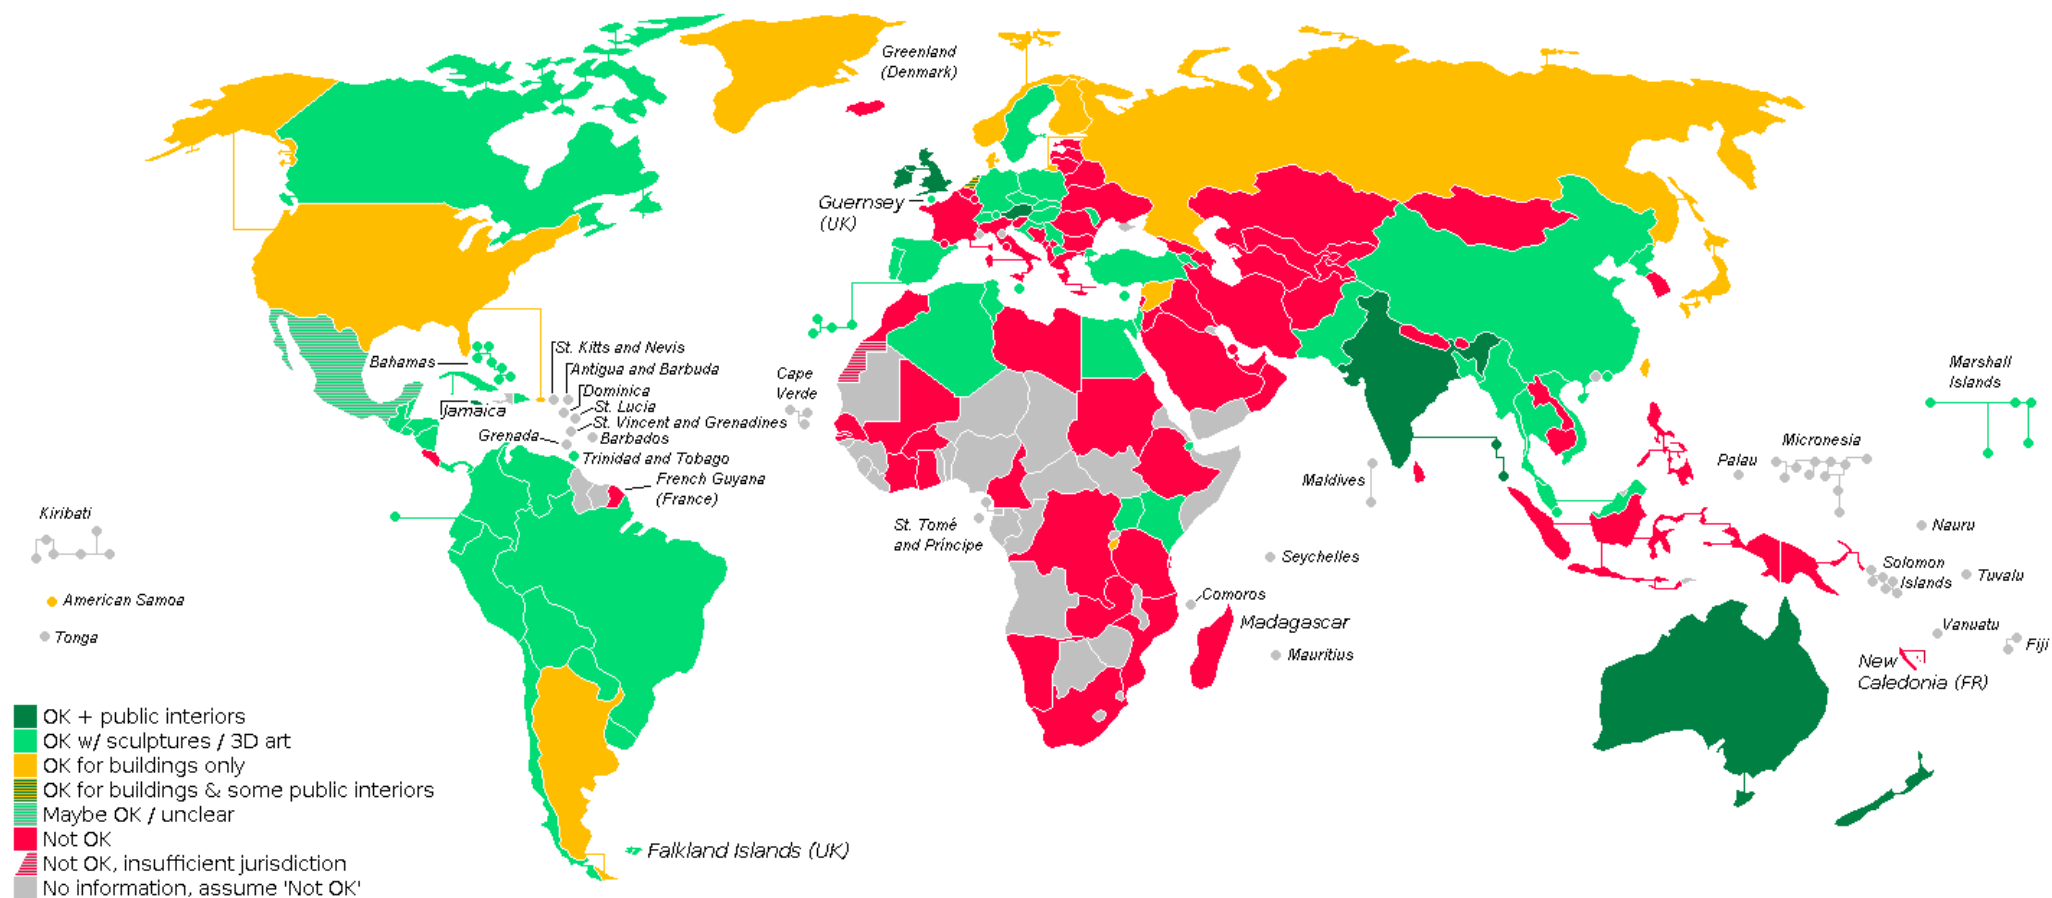 Greenland
(Denmark)
Guernsey
(UK)
Bahamas
St. Kitts and Nevis
Antigua and Barbuda
Dominica
St. Lucia
St. Vincent and Grenadines
Barbados
Jamaica
Grenada
Trinidad and Tobago
French Guyana
(France)
Cape
Verde
Marshall
Islands
Micronesia
Palau
Maldives
Kiribati
St. Tomé
and Príncipe
Nauru
Seychelles
Solomon
Islands
Tuvalu
American Samoa
Comoros
Madagascar
Tonga
Vanuatu
Fiji
Mauritius
New
Caledonia (FR)
OK + public interiors
OK w/ sculptures / 3D art
OK for buildings only
OK for buildings & some public interiors
Maybe OK / unclear
Not OK
Not OK, insufficient jurisdiction
No information, assume 'Not OK'
Falkland Islands (UK)